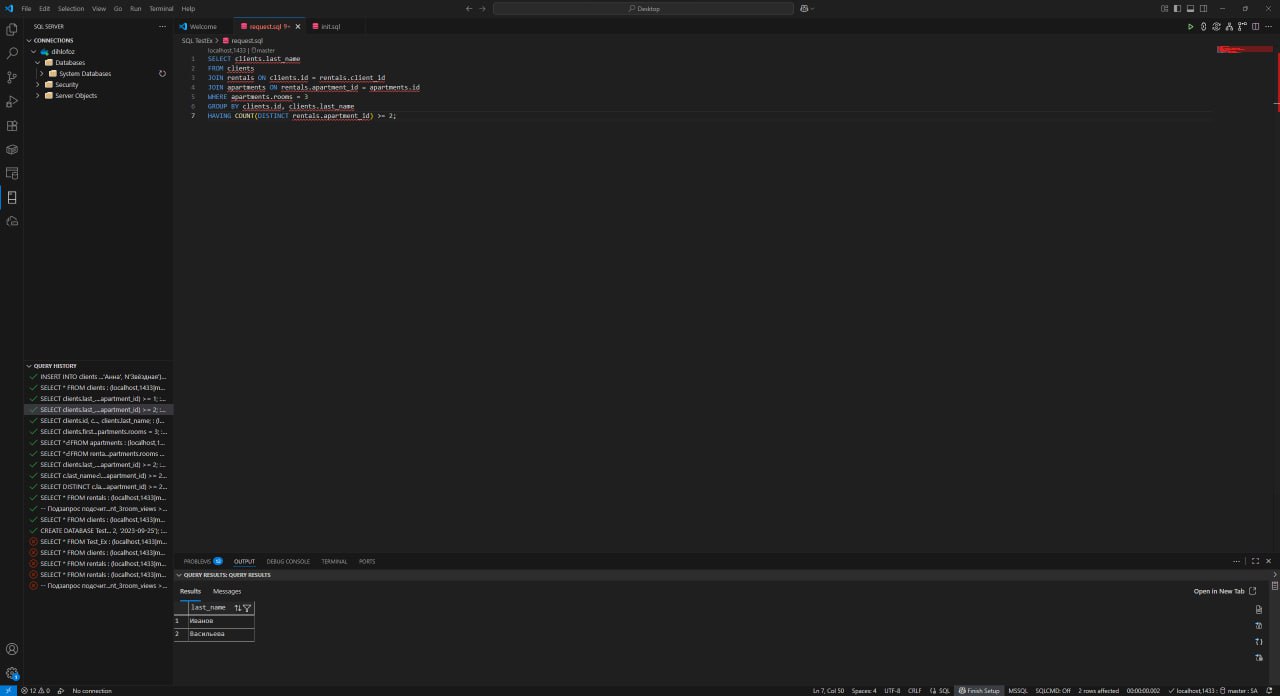 File Edit Selection View Go Run Terminal Help
Desktop
SQL SERVER
CONNECTIONS
dihlofoz
Databases
System Databases
Security
Server Objects
QUERY HISTORY
INSERT INTO clients ...'Анна', N'Звёздная')...
SELECT * FROM clients : (localhost,1433|m...
SELECT clients.last_...apartment_id) >= 1; :...
SELECT clients.last_...apartment_id) >= 2; :...
SELECT clients.id, c..., clients.last_name; : (l...
SELECT clients.first...partments.rooms = 3; :...
SELECT *↵FROM apartments : (localhost,1...
SELECT *↵FROM renta...partments.rooms ...
SELECT clients.last_...apartment_id) >= 2; :...
SELECT c.last_name↵...apartment_id) >= 2...
SELECT DISTINCT c.la...apartment_id) >= 2...
SELECT * FROM rentals : (localhost,1433|m...
-- Подзапрос подсчит...nt_3room_views >...
SELECT * FROM clients : (localhost,1433|m...
CREATE DATABASE Test... 2, '2023-09-25'); :...
SELECT * FROM Test_Ex : (localhost,1433|m...
SELECT * FROM clients : (localhost,1433|m...
SELECT * FROM rentals : (localhost,1433|m...
SELECT * FROM rentals : (localhost,1433|m...
-- Подзапрос подсчит...nt_3room_views >...
Welcome request.sql 9+ init.sql
SQL TestEx > request.sql
localhost,1433 | master
1 SELECT clients.last_name
2 FROM clients
3 JOIN rentals ON clients.id = rentals.client_id
4 JOIN apartments ON rentals.apartment_id = apartments.id
5 WHERE apartments.rooms = 3
6 GROUP BY clients.id, clients.last_name
7 HAVING COUNT(DISTINCT rentals.apartment_id) >= 2;
PROBLEMS 12 OUTPUT DEBUG CONSOLE TERMINAL PORTS
QUERY RESULTS: QUERY RESULTS
Results Messages
Open in New Tab
last_name
1 Иванов
2 Васильева
12 0 No connection
Ln 7, Col 50 Spaces: 4 UTF-8 CRLF SQL Finish Setup MSSQL SQLCMD: Off 2 rows affected 00:00:00.002 localhost,1433 : master : SA